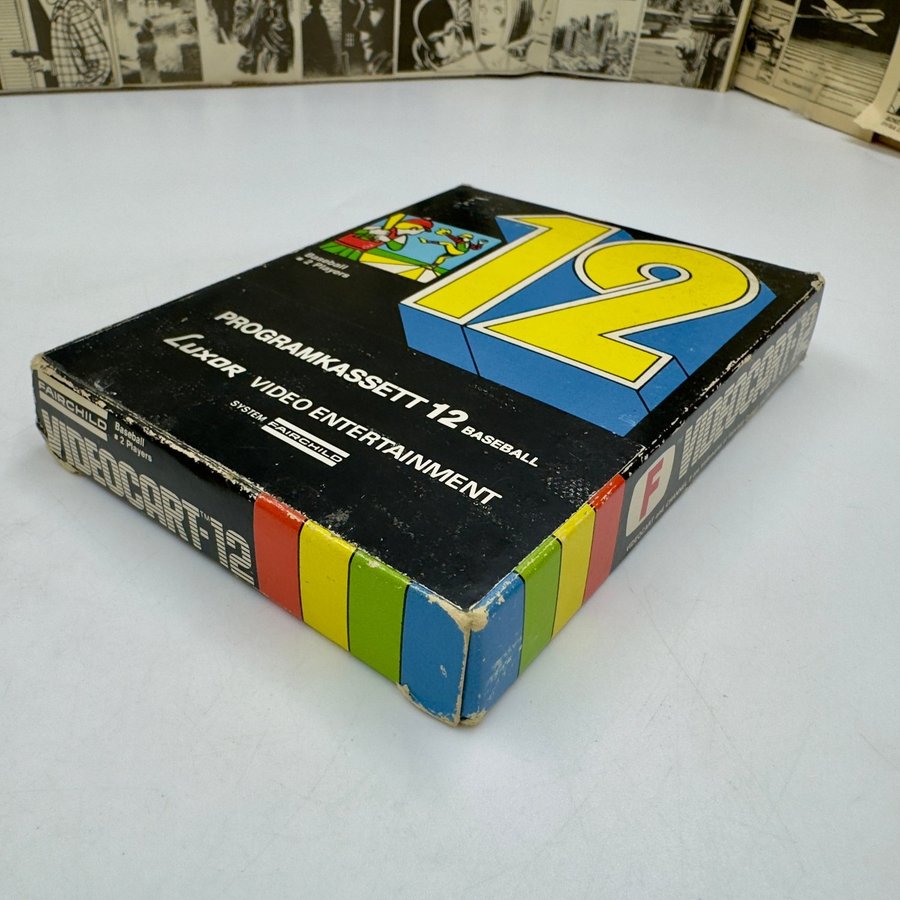 12
Baseball
■ 2 Players
PROGRAMKASSETT 12 BASEBALL
LUXOR VIDEO ENTERTAINMENT
SYSTEM FAIRCHILD
FAIRCHILD
Baseball
■ 2 Players
VIDEOCART™-12
F
VIDEOCART-12